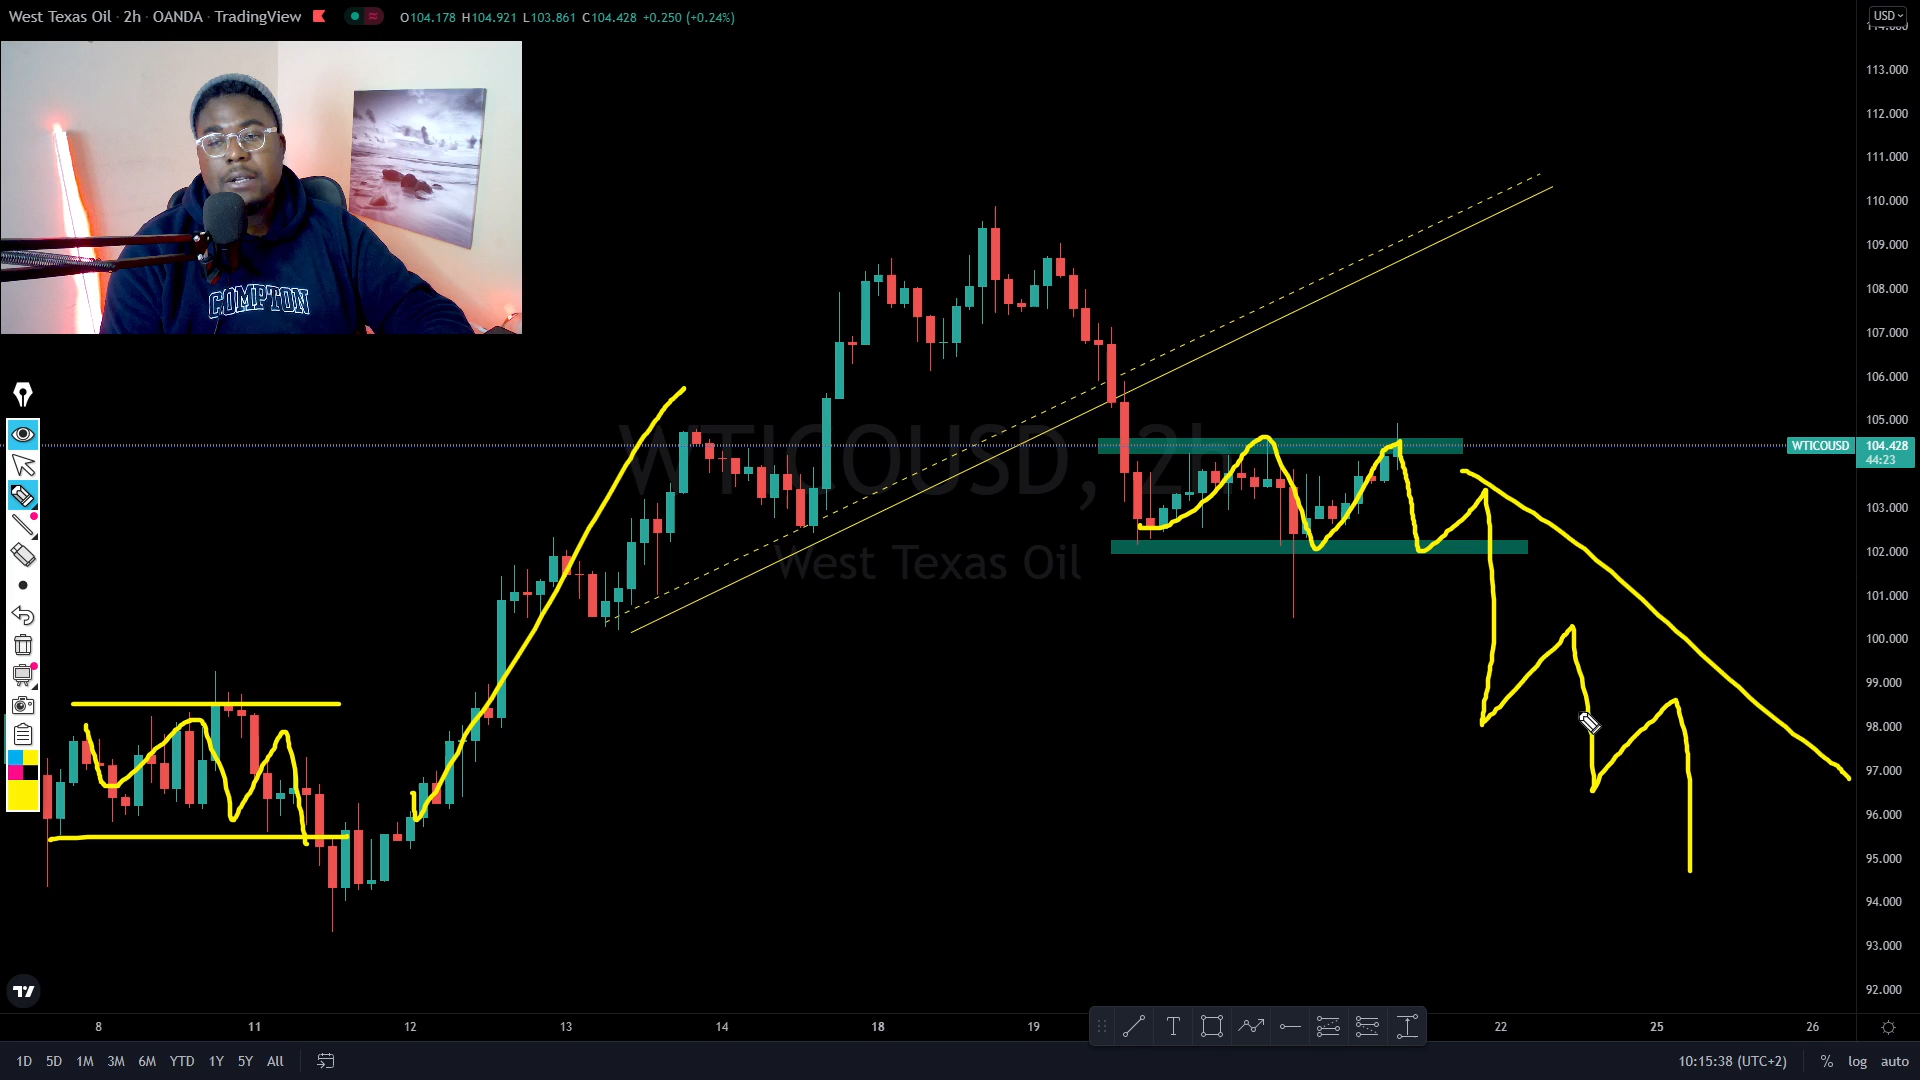 West Texas Oil · 2h · OANDA · TradingView
O104.178 H104.921 L103.861 C104.428 +0.250 (+0.24%)
USD
COMPTON
WTICOUSD, 2h
West Texas Oil
113.000
112.000
111.000
110.000
109.000
108.000
107.000
106.000
105.000
WTICOUSD 104.428
44:23
103.000
102.000
101.000
100.000
99.000
98.000
97.000
96.000
95.000
94.000
93.000
92.000
8 11 12 13 14 18 19 22 25 26
1D 5D 1M 3M 6M YTD 1Y 5Y All
10:15:38 (UTC+2) % log auto